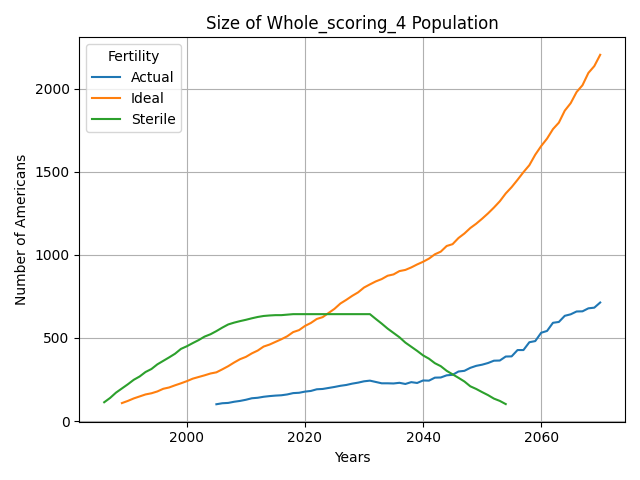 Size of Whole_scoring_4 Population
Fertility
Actual
Ideal
Sterile
Number of Americans
2000
1500
1000
500
0
2000
2020
2040
2060
Years